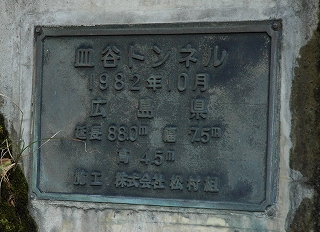 皿谷トンネル
1982年10月
広島県
延長88.0m 幅7.5m
高4.5m
施工 株式会社 松村組